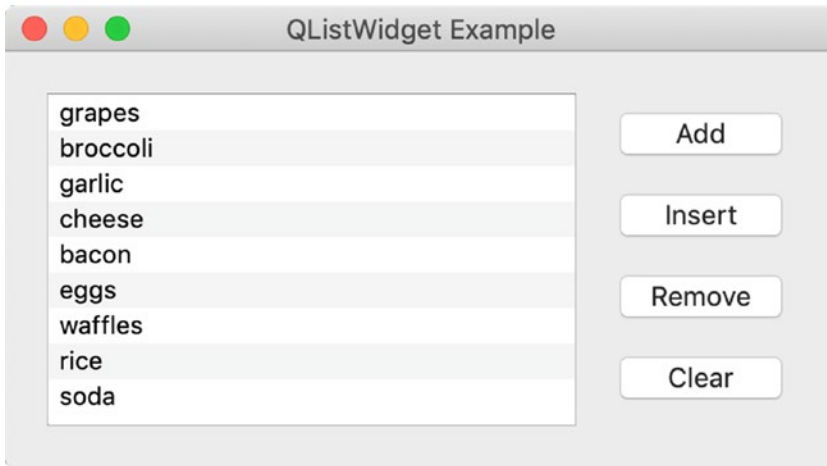 QListWidget Example
grapes
broccoli
garlic
cheese
bacon
eggs
waffles
rice
soda
Add
Insert
Remove
Clear